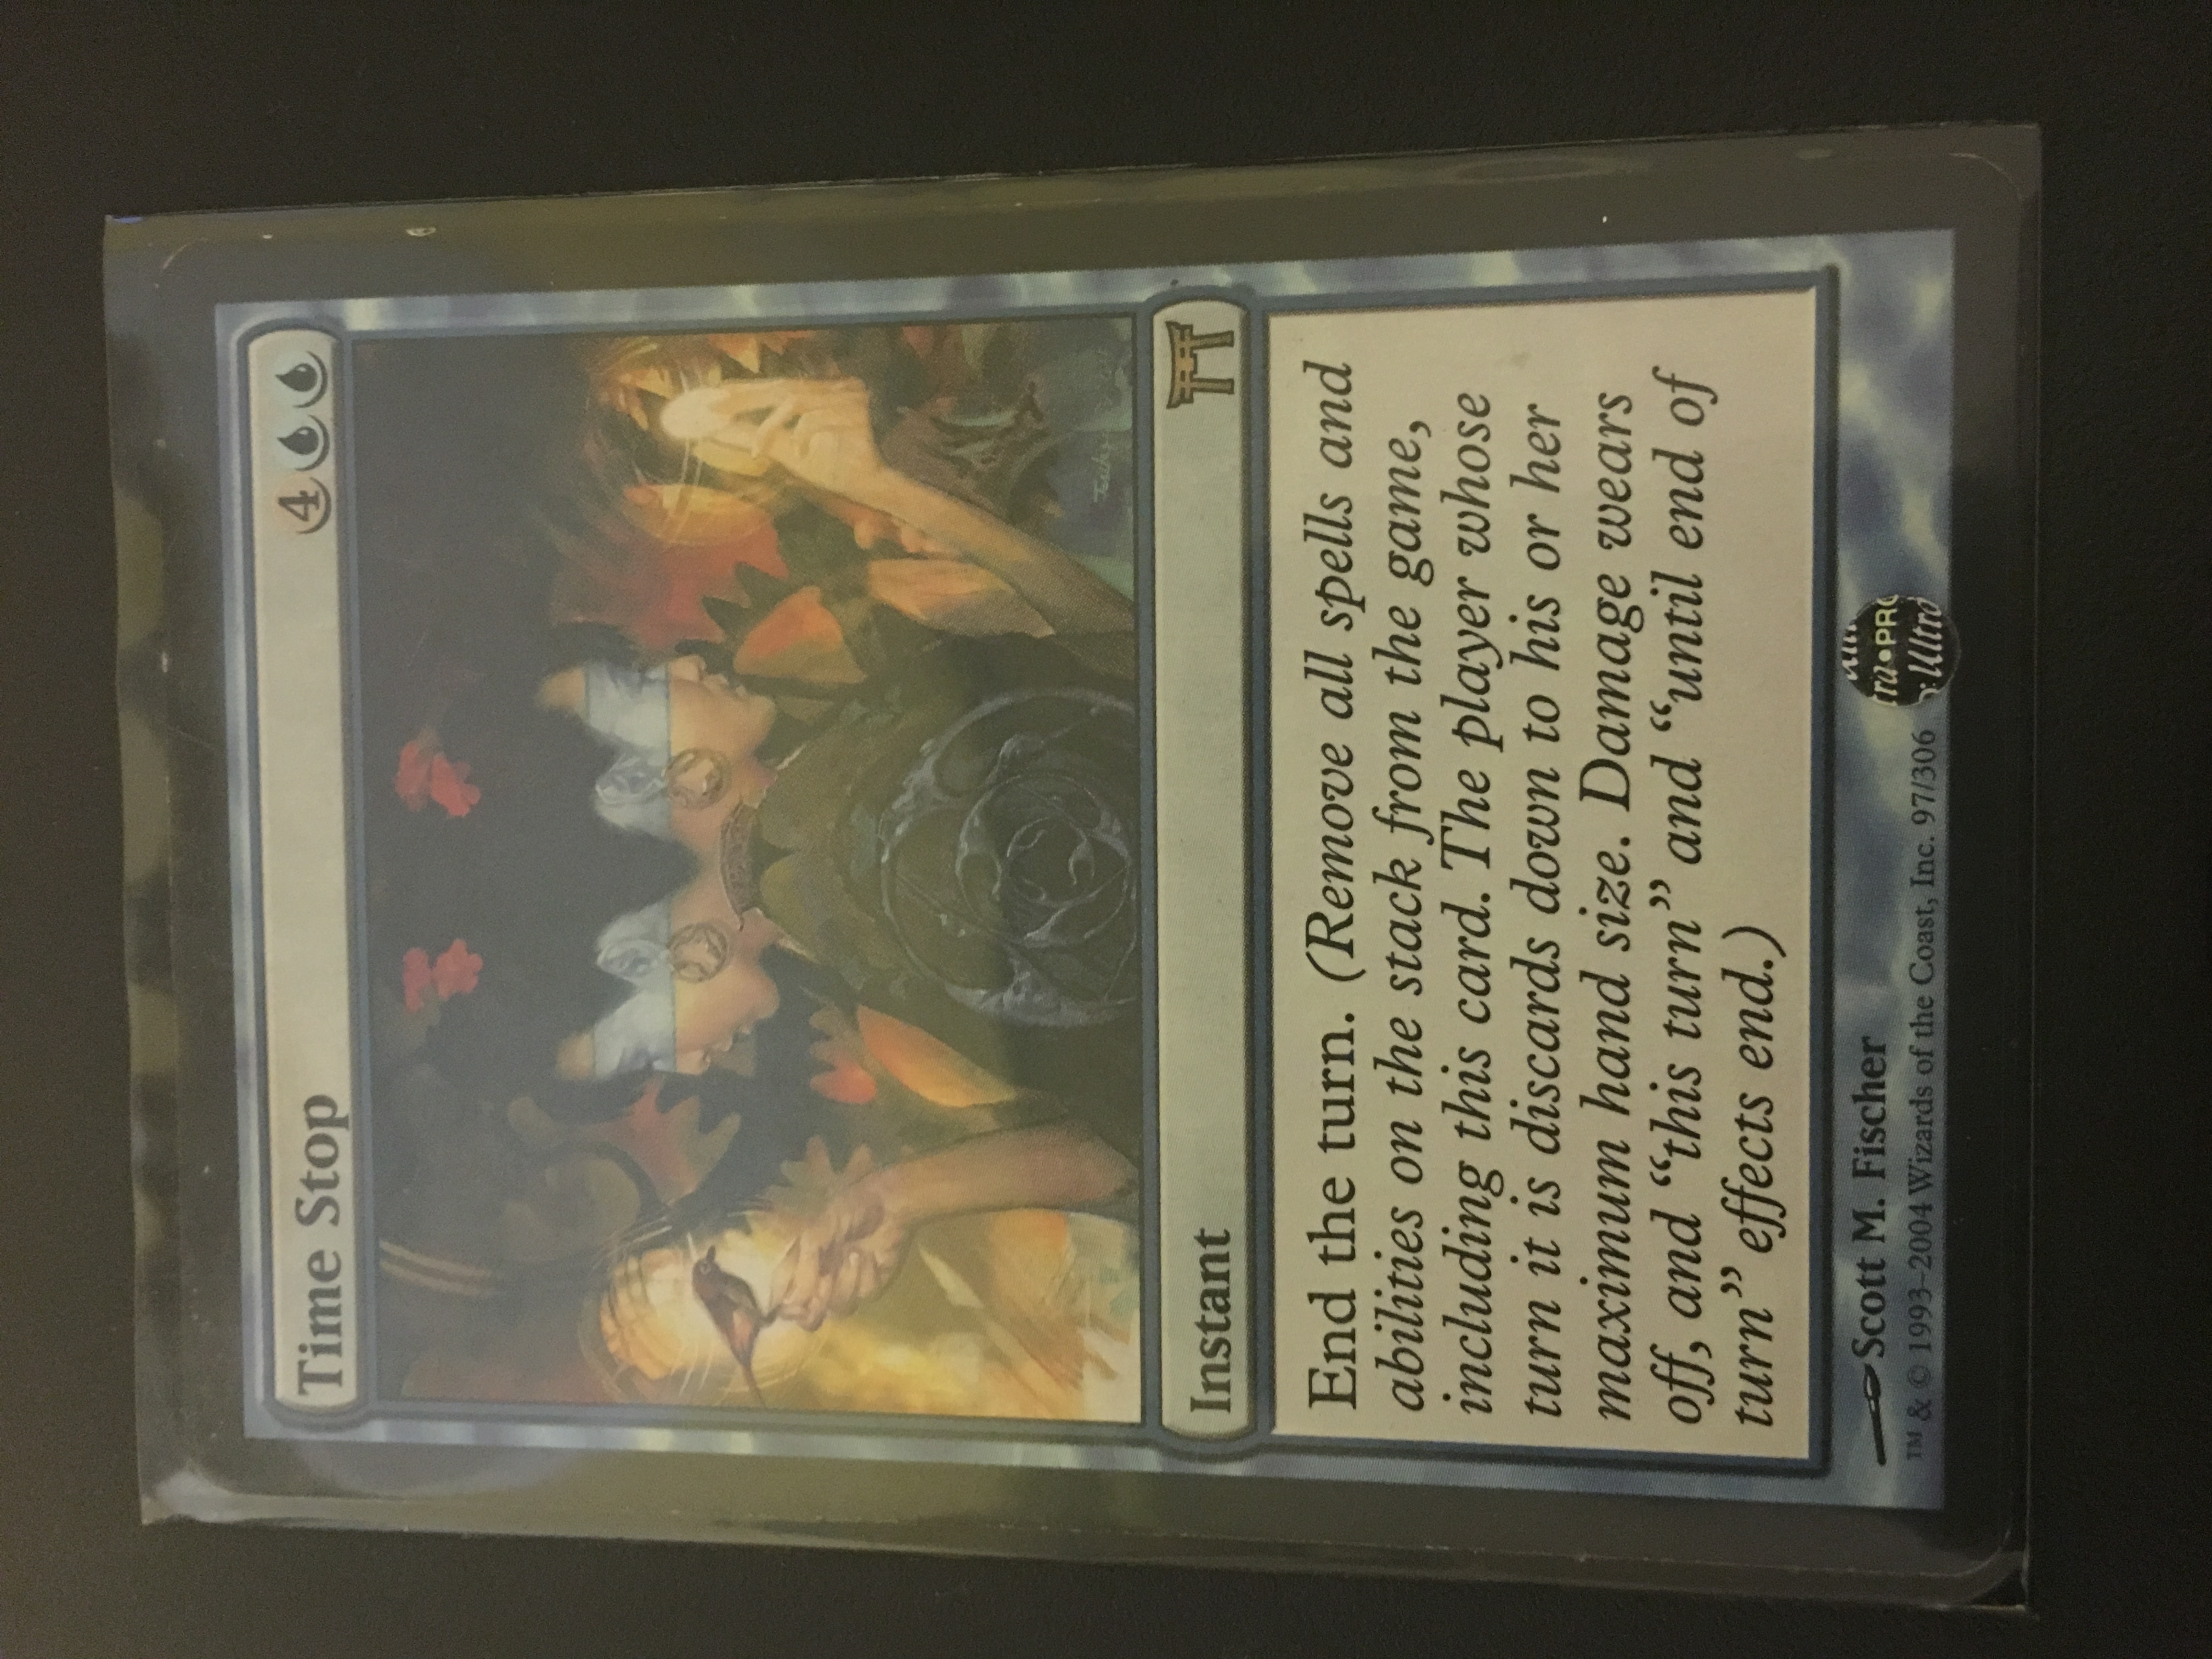 Time Stop 4
Instant
End the turn. (Remove all spells and
abilities on the stack from the game,
including this card. The player whose
turn it is discards down to his or her
maximum hand size. Damage wears
off, and “this turn” and “until end of
turn” effects end.)
Scott M. Fischer
™ & © 1993–2004 Wizards of the Coast, Inc. 97/306
tra•PRO
Ultra